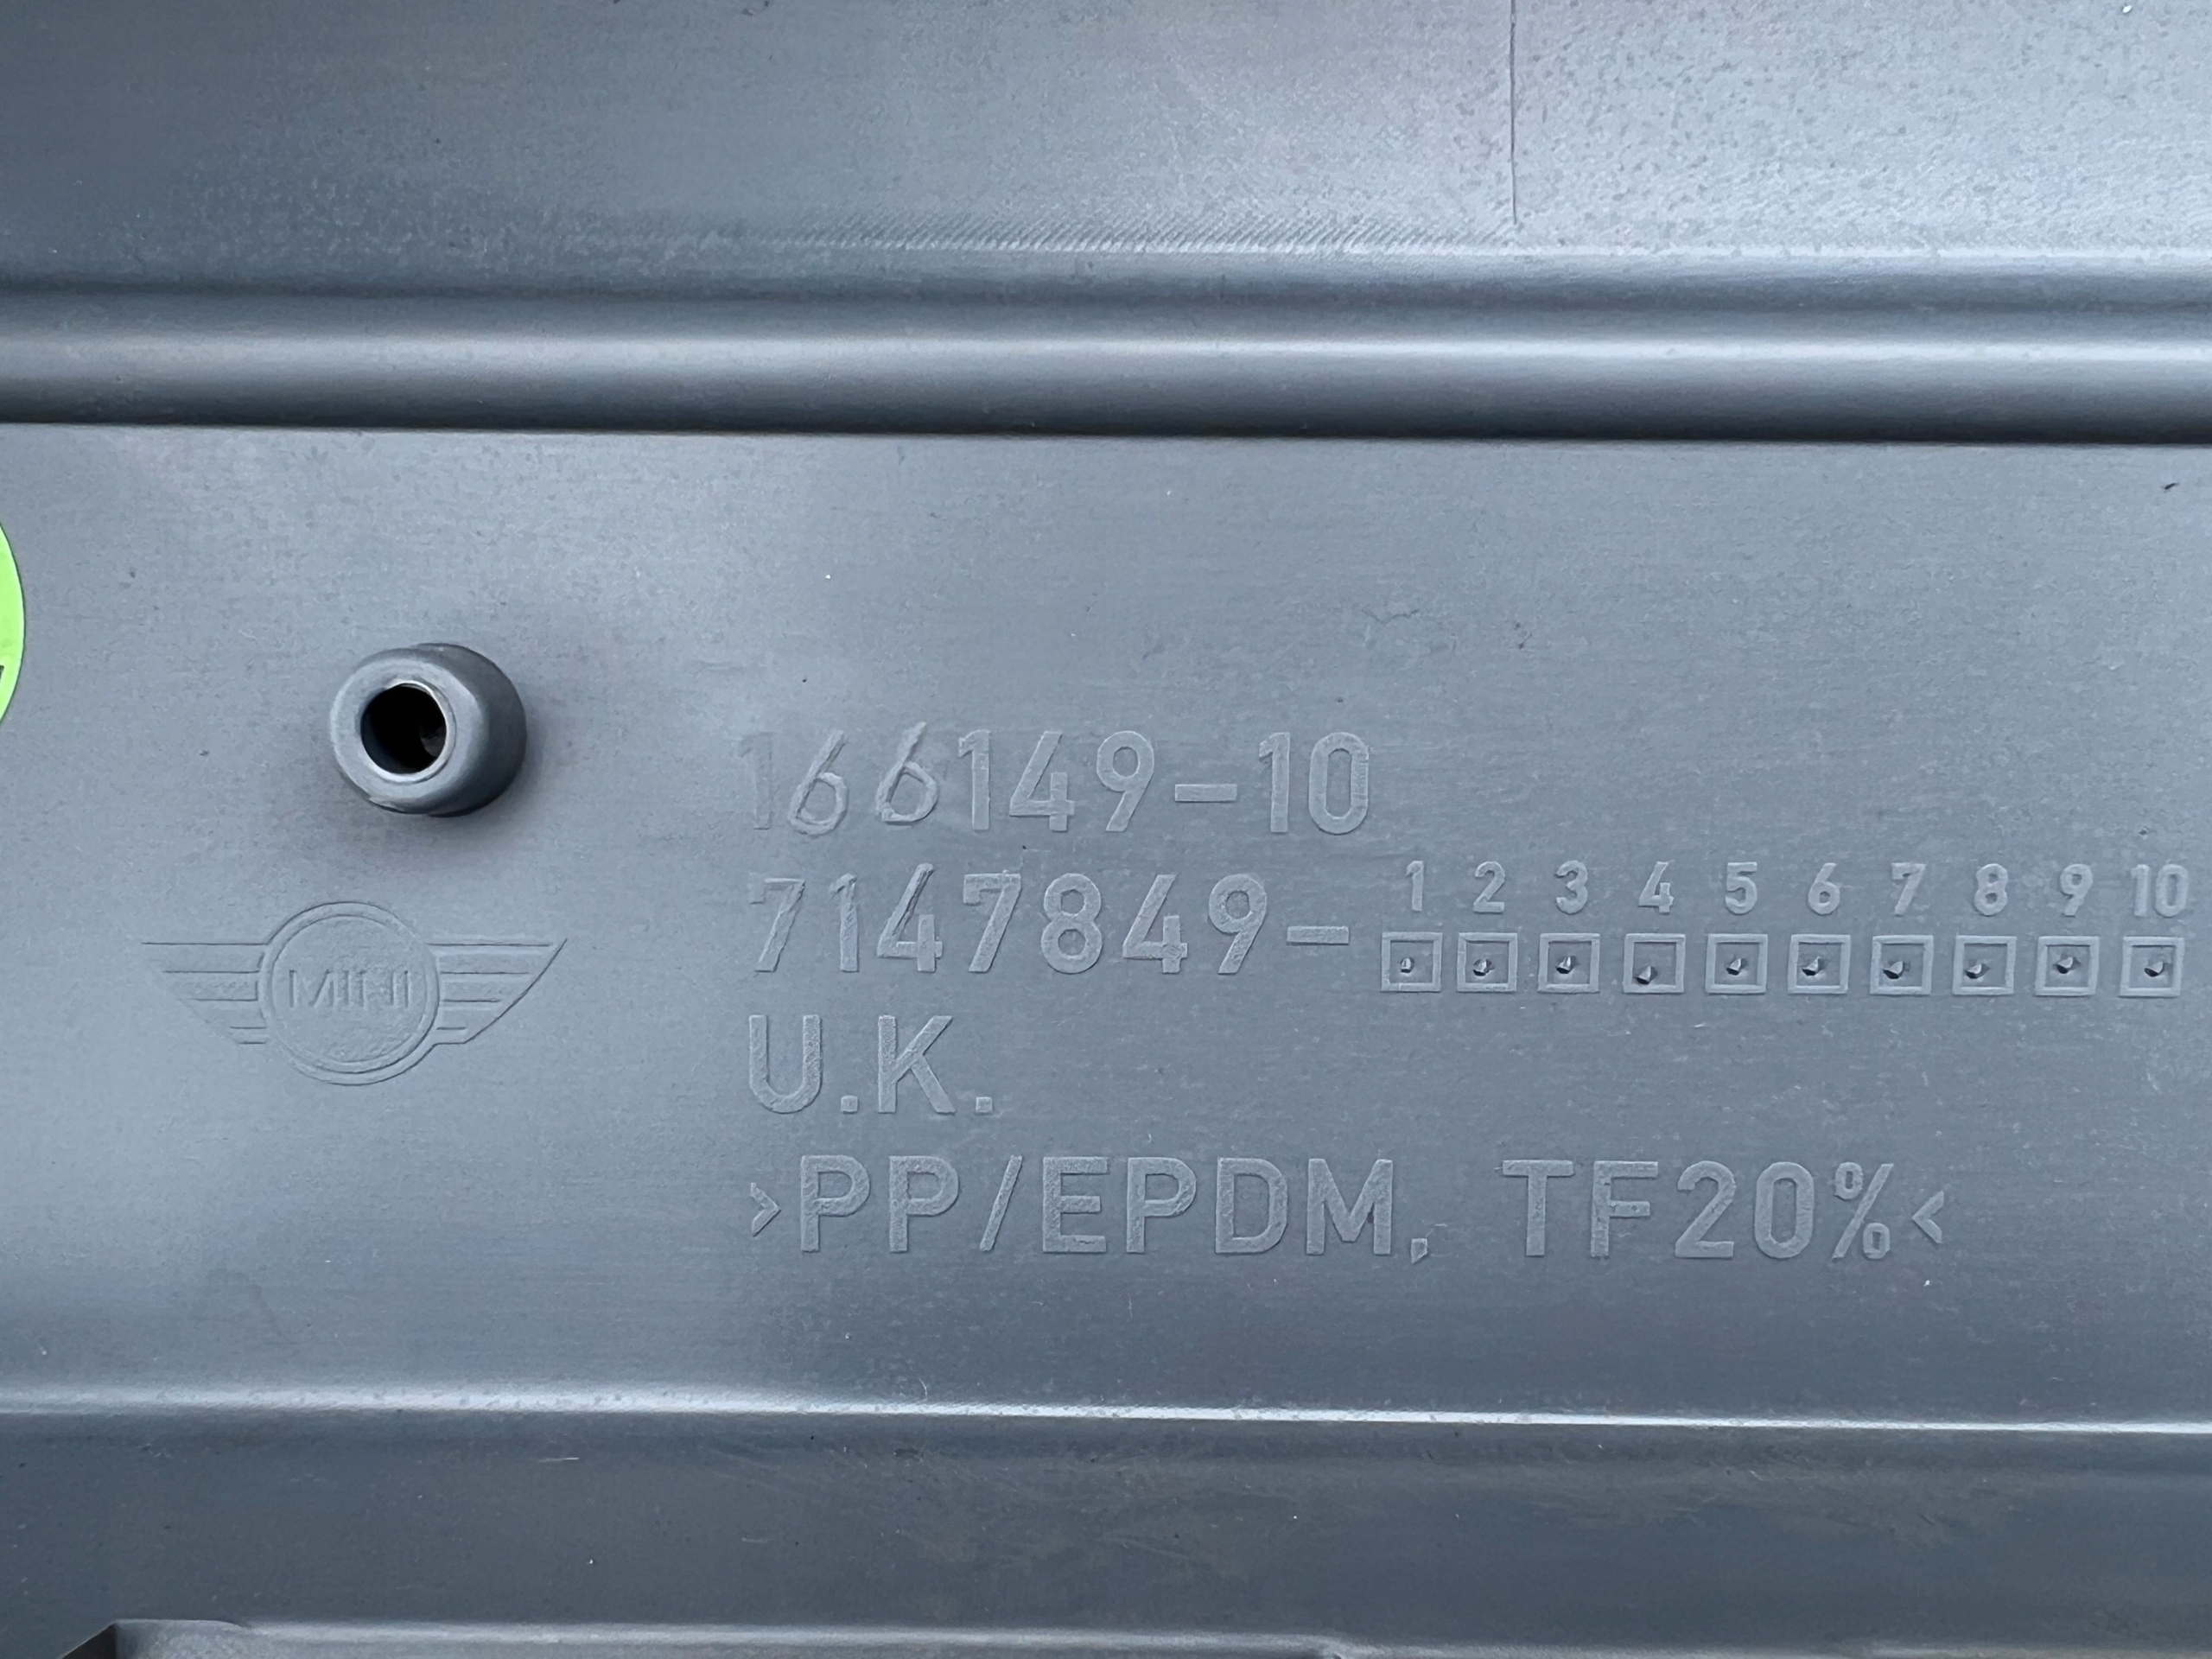 166149-10
1 2 3 4 5 6 7 8 9 10
7147849-
MINI
U.K.
>PP/EPDM, TF20%<